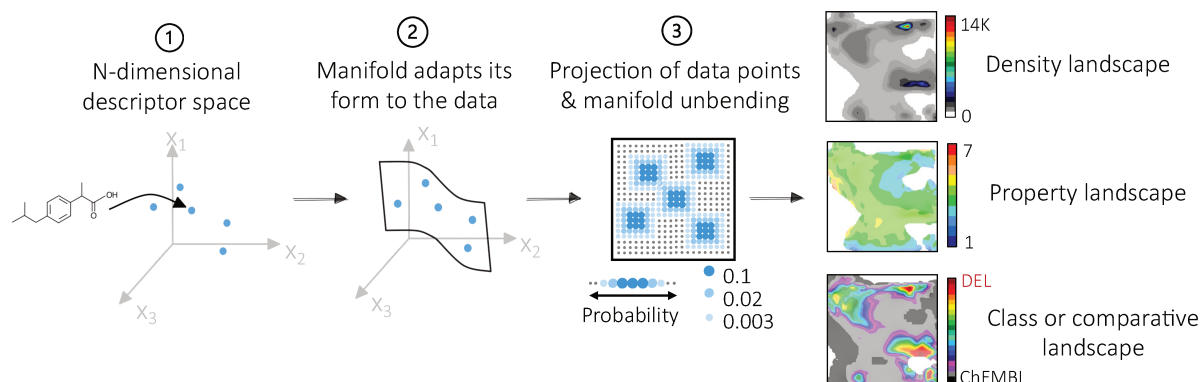 1
N-dimensional
descriptor space
X1
X2
X3
OH
O
2
Manifold adapts its
form to the data
X1
X2
X3
3
Projection of data points
& manifold unbending
Probability
0.1
0.02
0.003
14K
0
Density landscape
7
1
Property landscape
DEL
ChEMBL
Class or comparative
landscape